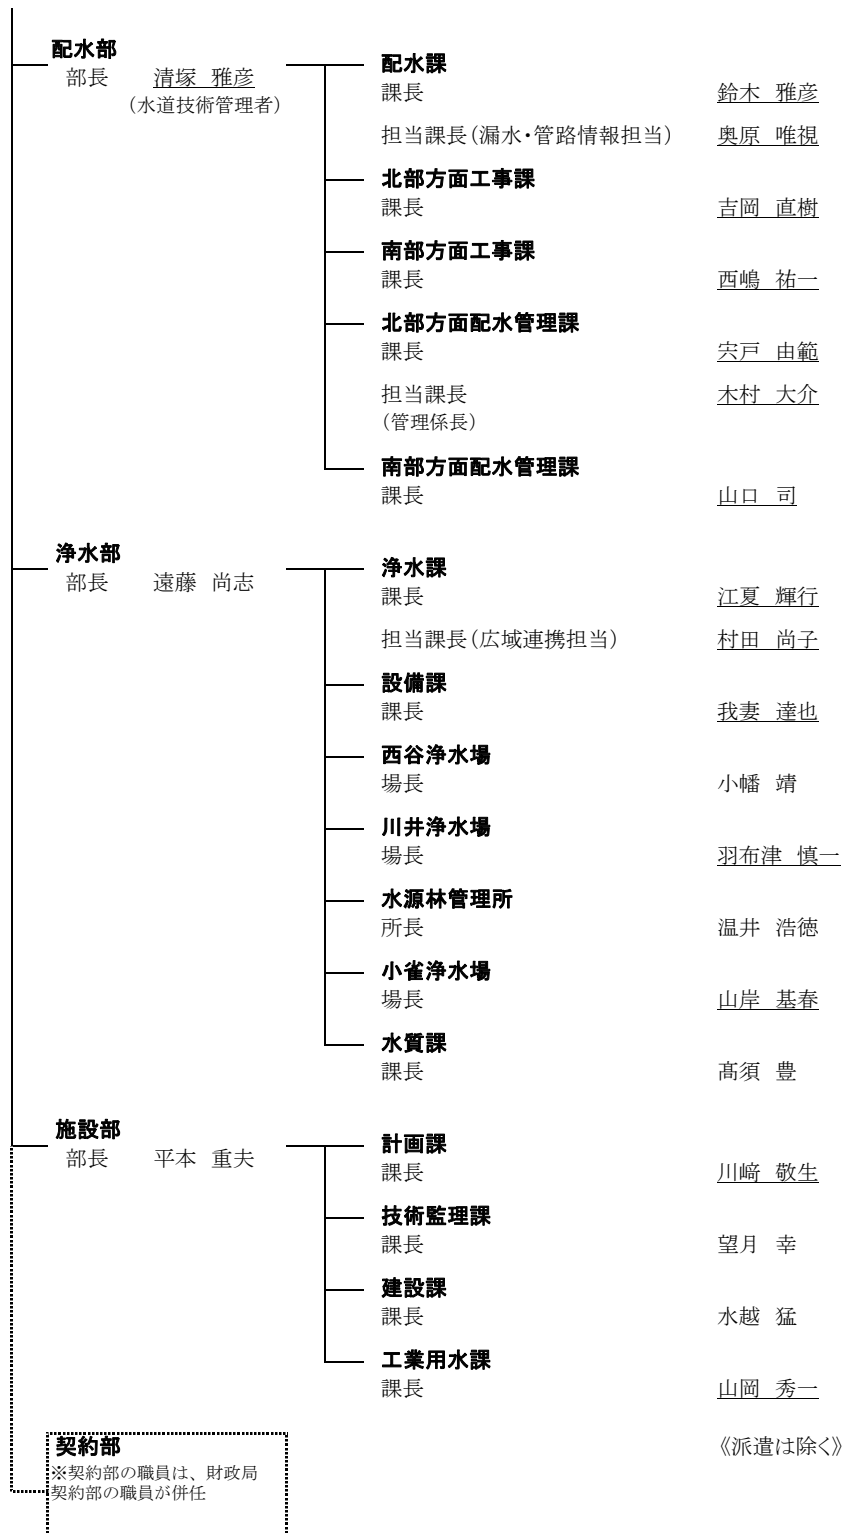 配水部
部長　清塚　雅彦
（水道技術管理者）
配水課
課長　鈴木　雅彦
担当課長（漏水・管路情報担当）　奥原　唯視
北部方面工事課
課長　吉岡　直樹
南部方面工事課
課長　西嶋　祐一
北部方面配水管理課
課長　宍戸　由範
担当課長　木村　大介
（管理係長）
南部方面配水管理課
課長　山口　司
浄水部
部長　遠藤　尚志
浄水課
課長　江夏　輝行
担当課長（広域連携担当）　村田　尚子
設備課
課長　我妻　達也
西谷浄水場
場長　小幡　靖
川井浄水場
場長　羽布津　慎一
水源林管理所
所長　温井　浩徳
小雀浄水場
場長　山岸　基春
水質課
課長　髙須　豊
施設部
部長　平本　重夫
計画課
課長　川﨑　敬生
技術監理課
課長　望月　幸
建設課
課長　水越　猛
工業用水課
課長　山岡　秀一
契約部
※契約部の職員は、財政局
契約部の職員が併任
《派遣は除く》